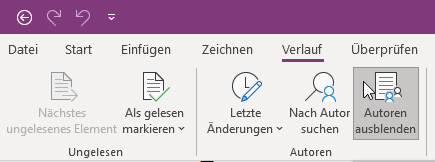 Datei Start Einfügen Zeichnen Verlauf Überprüfen
Nächstes ungelesenes Element
Als gelesen markieren
Letzte Änderungen
Nach Autor suchen
Autoren ausblenden
Ungelesen Autoren